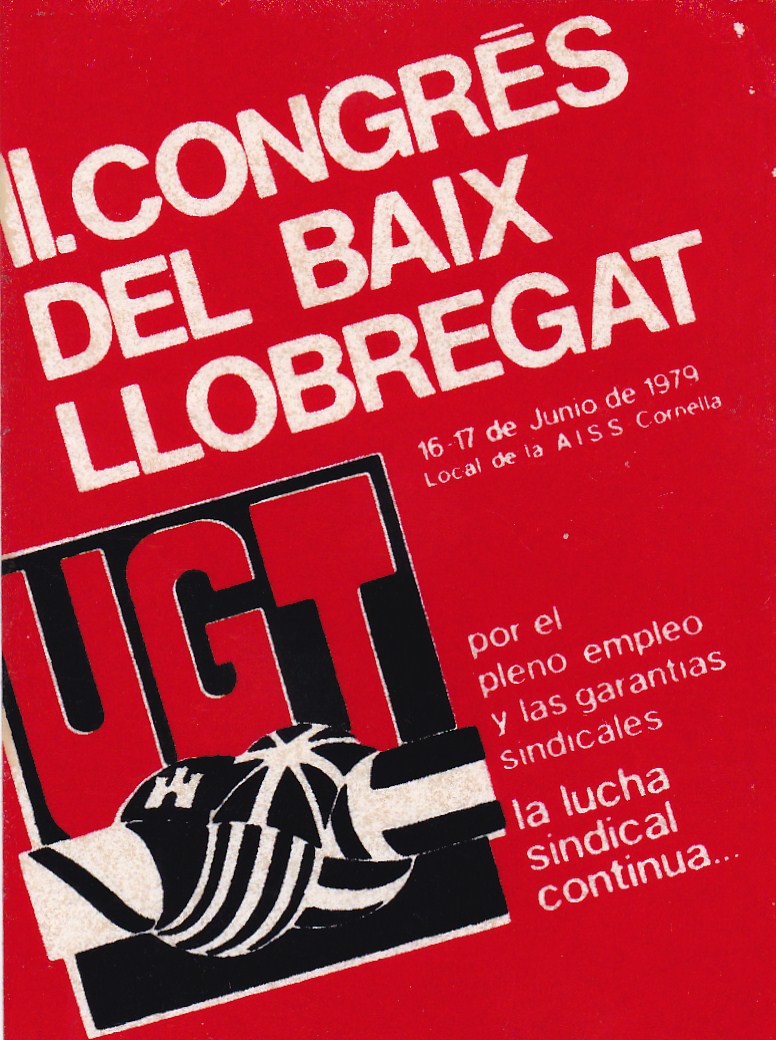 II. CONGRÉS
DEL BAIX
LLOBREGAT
16-17 de Junio de 1979
Local de la AISS Cornella
UGT
por el
pleno empleo
y las garantias
sindicales
la lucha
sindical
continua...